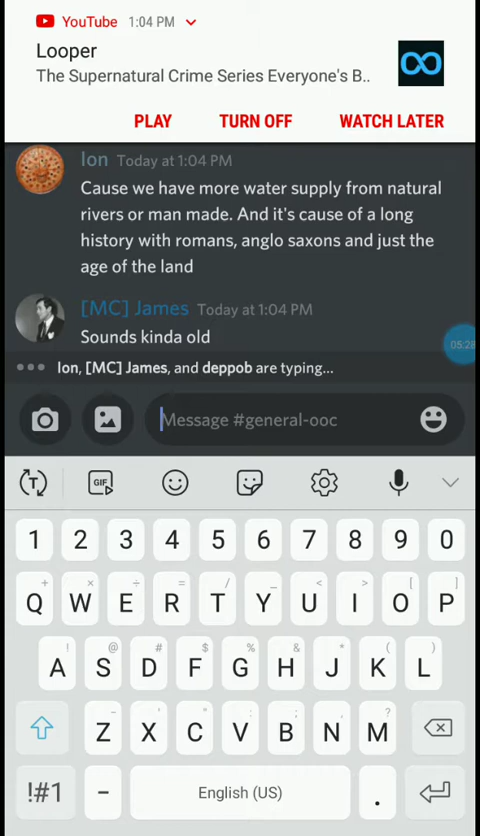 YouTube 1:04 PM
Looper
The Supernatural Crime Series Everyone's B..
PLAY TURN OFF WATCH LATER
Ion Today at 1:04 PM
Cause we have more water supply from natural
rivers or man made. And it's cause of a long
history with romans, anglo saxons and just the
age of the land
[MC] James Today at 1:04 PM
Sounds kinda old
05:28
Ion, [MC] James, and deppob are typing...
Message #general-ooc
T GIF
1 2 3 4 5 6 7 8 9 0
+ × ÷ = / _ < > [ ]
Q W E R T Y U I O P
! @ # $ % ^ & * ( )
A S D F G H J K L
- ' " : ; , ?
Z X C V B N M
!#1 - English (US) .